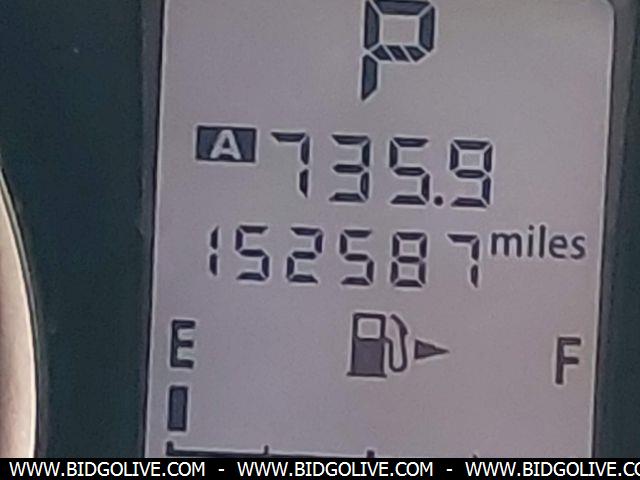 P
A 735.9
152587 miles
E F
WWW.BIDGOLIVE.COM - WWW.BIDGOLIVE.COM - WWW.BIDGOLIVE.CO